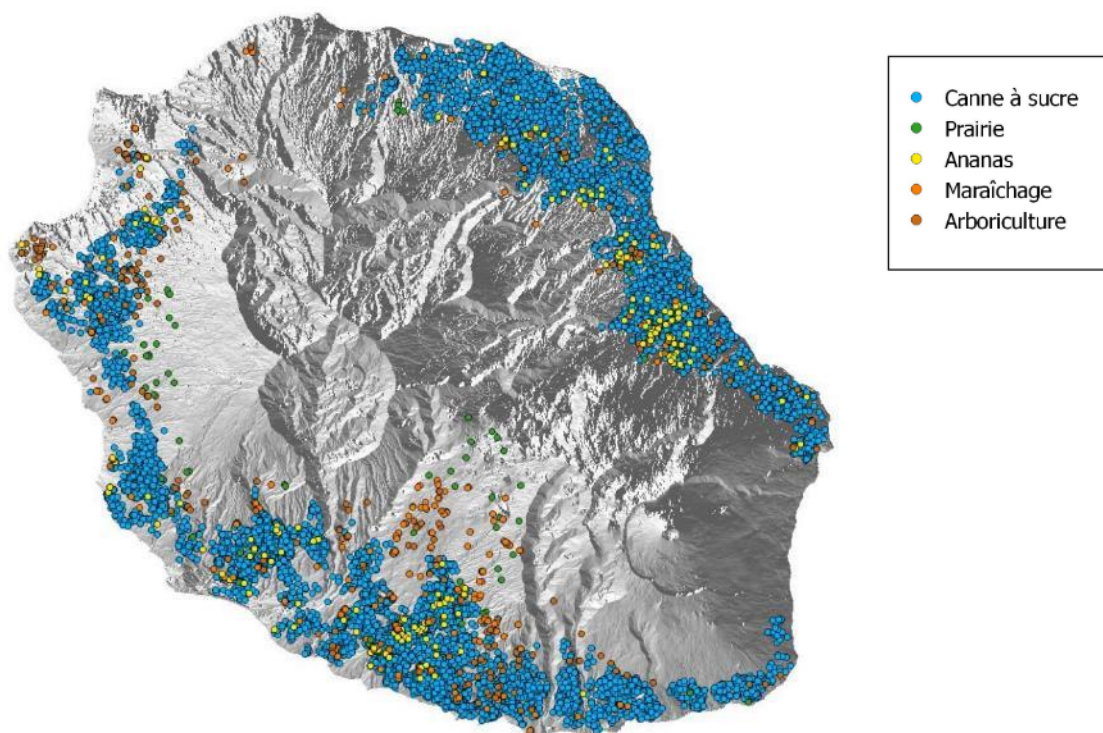 Canne à sucre
Prairie
Ananas
Maraîchage
Arboriculture